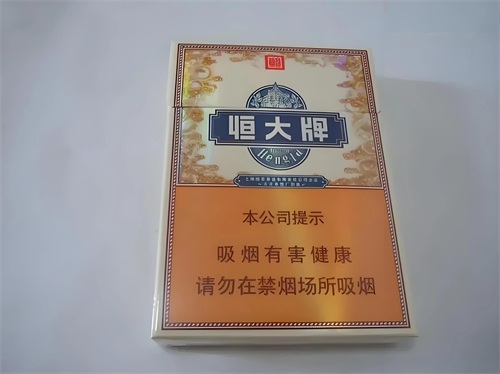 恒大牌
Hengda
本公司提示
吸烟有害健康
请勿在禁烟场所吸烟